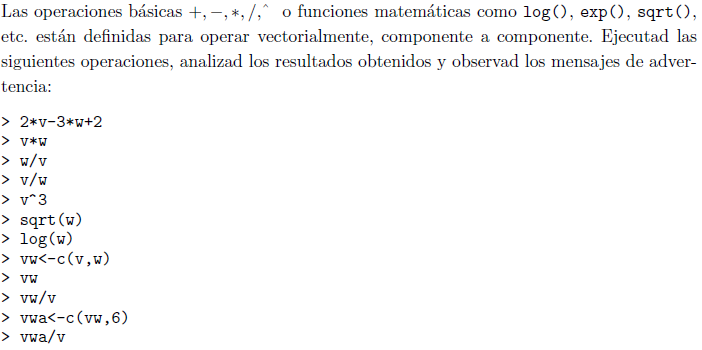 Las operaciones básicas +, −, ∗, /,ˆ o funciones matemáticas como log(), exp(), sqrt(),
etc. están definidas para operar vectorialmente, componente a componente. Ejecutad las
siguientes operaciones, analizad los resultados obtenidos y observad los mensajes de adver-
tencia:
> 2*v-3*w+2
> v*w
> w/v
> v/w
> v^3
> sqrt(w)
> log(w)
> vw<-c(v,w)
> vw
> vw/v
> vwa<-c(vw,6)
> vwa/v